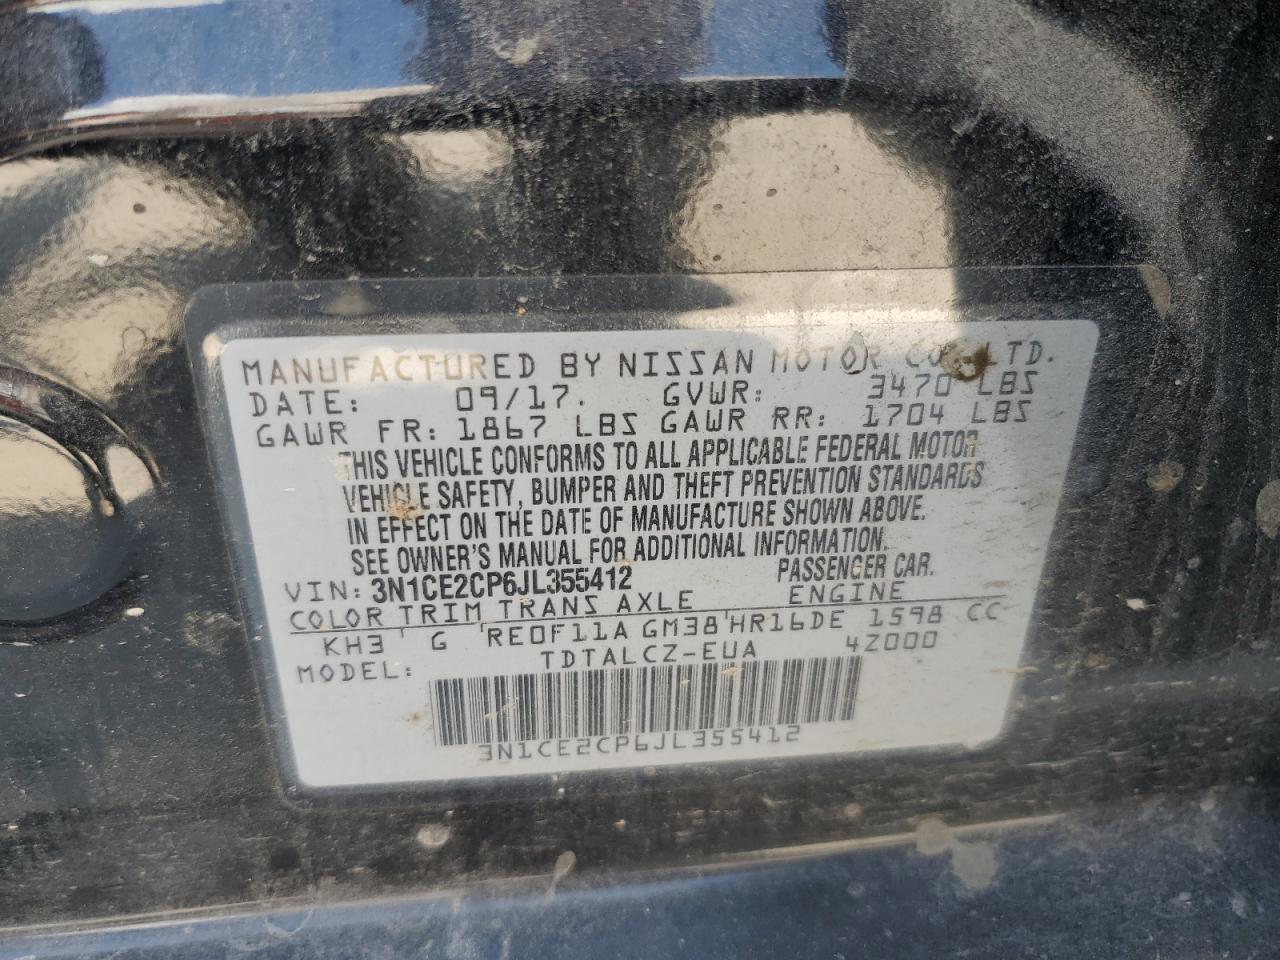 MANUFACTURED BY NISSAN MOTOR CO., LTD.
DATE: 09/17. GVWR: 3470 LBS
GAWR FR: 1867 LBS GAWR RR: 1704 LBS
THIS VEHICLE CONFORMS TO ALL APPLICABLE FEDERAL MOTOR
VEHICLE SAFETY, BUMPER AND THEFT PREVENTION STANDARDS
IN EFFECT ON THE DATE OF MANUFACTURE SHOWN ABOVE.
SEE OWNER'S MANUAL FOR ADDITIONAL INFORMATION.
VIN: 3N1CE2CP6JL355412 PASSENGER CAR.
COLOR TRIM TRANS AXLE ENGINE
KH3 G RE0F11A GM38 HR16DE 1598 CC
MODEL: TDTALCZ-EUA 4Z000
3N1CE2CP6JL355412